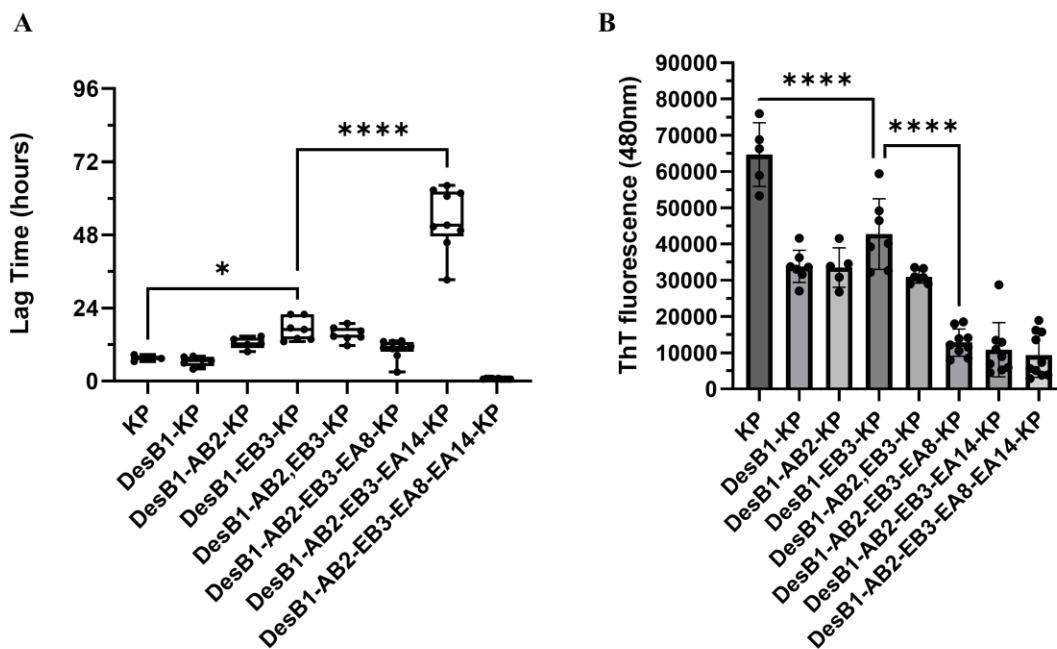 A
Lag Time (hours)
96
72
48
24
0
*
****
KP
DesB1-KP
DesB1-AB2-KP
DesB1-EB3-KP
DesB1-AB2,EB3-KP
DesB1-AB2-EB3-EA8-KP
DesB1-AB2-EB3-EA14-KP
DesB1-AB2-EB3-EA8-EA14-KP
B
ThT fluorescence (480nm)
90000
80000
70000
60000
50000
40000
30000
20000
10000
0
****
****
KP
DesB1-KP
DesB1-AB2-KP
DesB1-EB3-KP
DesB1-AB2,EB3-KP
DesB1-AB2-EB3-EA8-KP
DesB1-AB2-EB3-EA14-KP
DesB1-AB2-EB3-EA8-EA14-KP